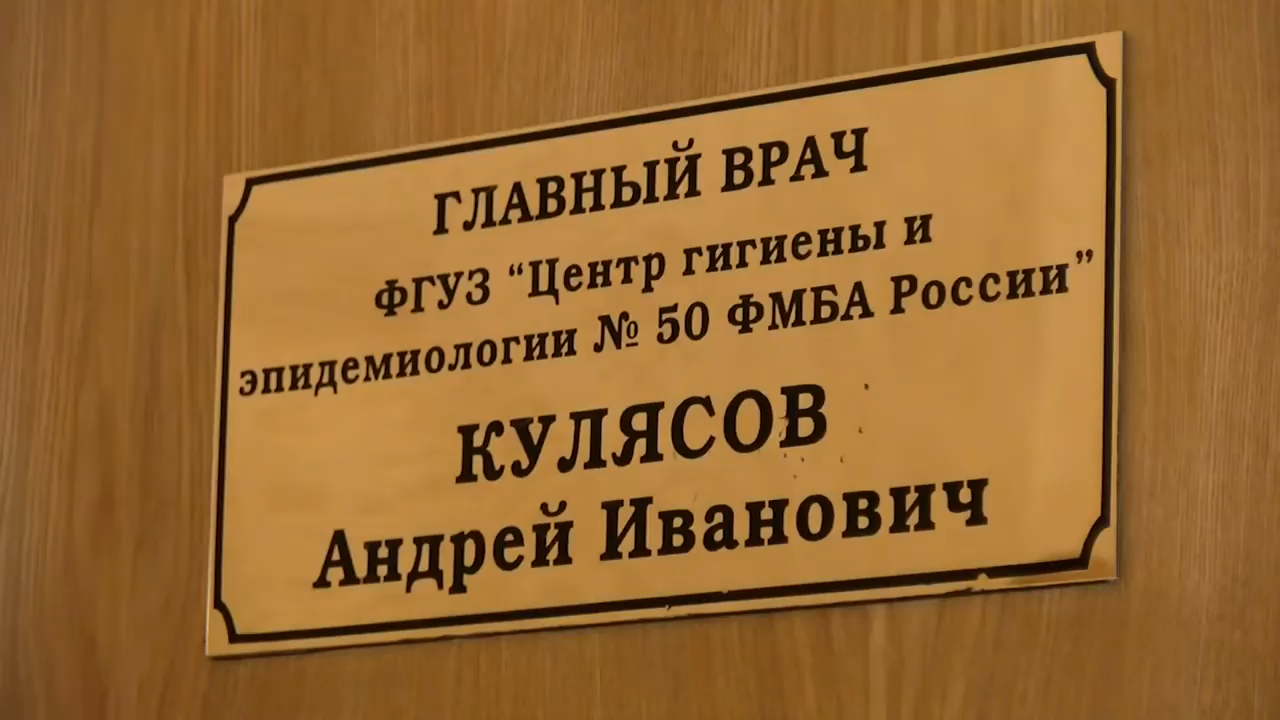 ГЛАВНЫЙ ВРАЧ
ФГУЗ “Центр гигиены и
эпидемиологии № 50 ФМБА России”
КУЛЯСОВ
Андрей Иванович